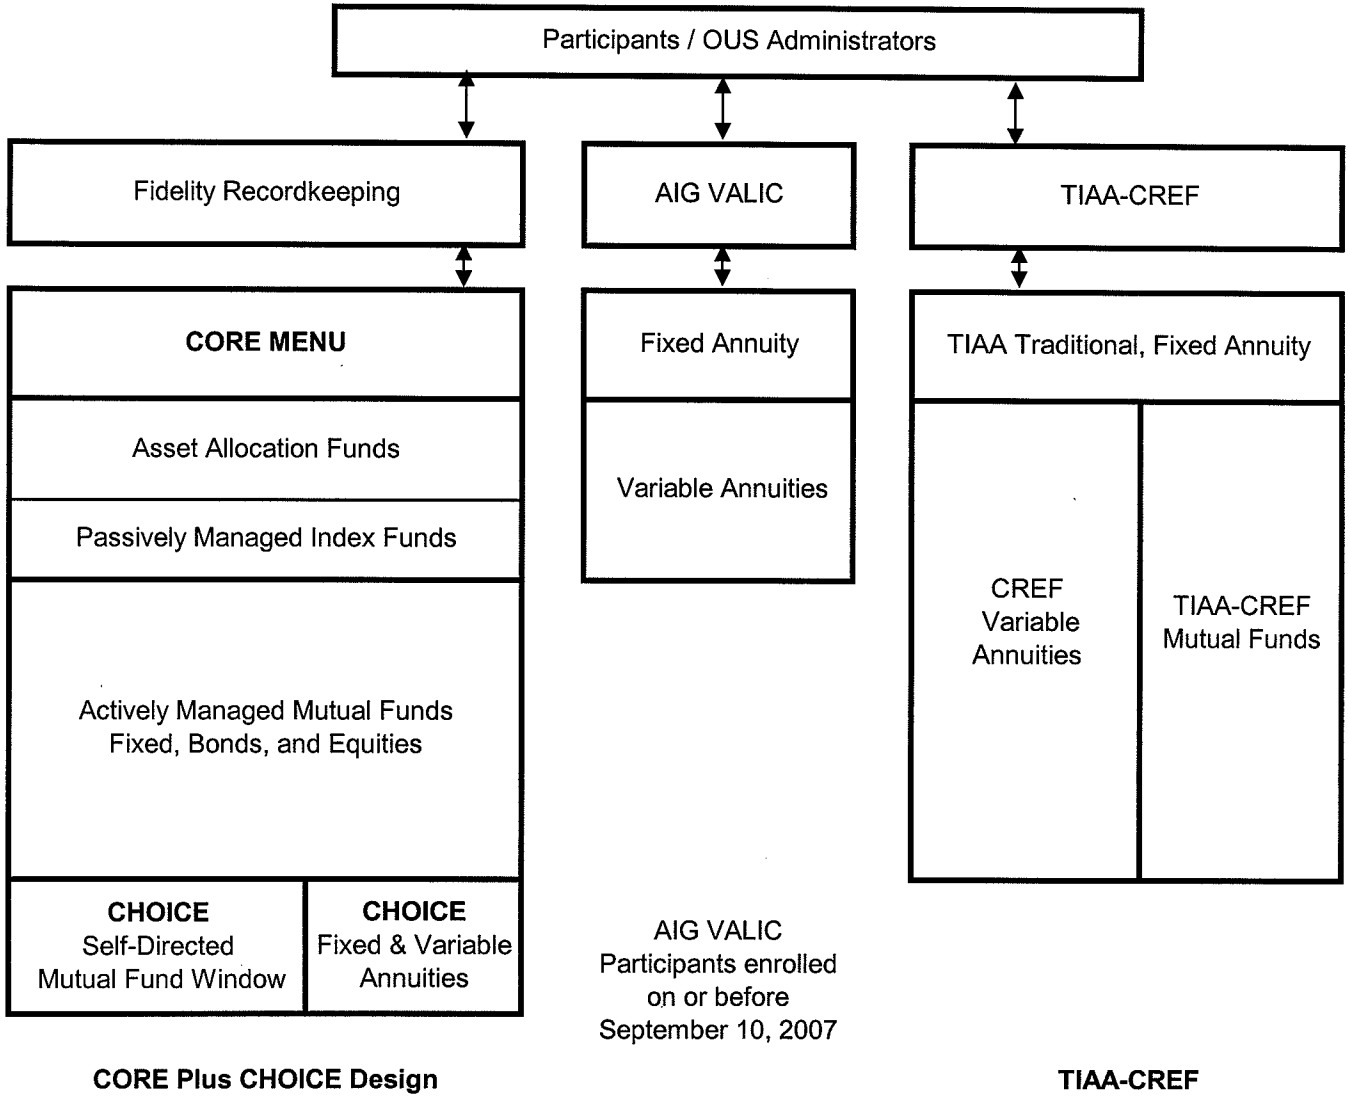 Participants / OUS Administrators
Fidelity Recordkeeping
AIG VALIC
TIAA-CREF
CORE MENU
Asset Allocation Funds
Passively Managed Index Funds
Actively Managed Mutual Funds
Fixed, Bonds, and Equities
CHOICE
Self-Directed
Mutual Fund Window
CHOICE
Fixed & Variable
Annuities
CORE Plus CHOICE Design
Fixed Annuity
Variable Annuities
AIG VALIC
Participants enrolled
on or before
September 10, 2007
TIAA Traditional, Fixed Annuity
CREF
Variable
Annuities
TIAA-CREF
Mutual Funds
TIAA-CREF